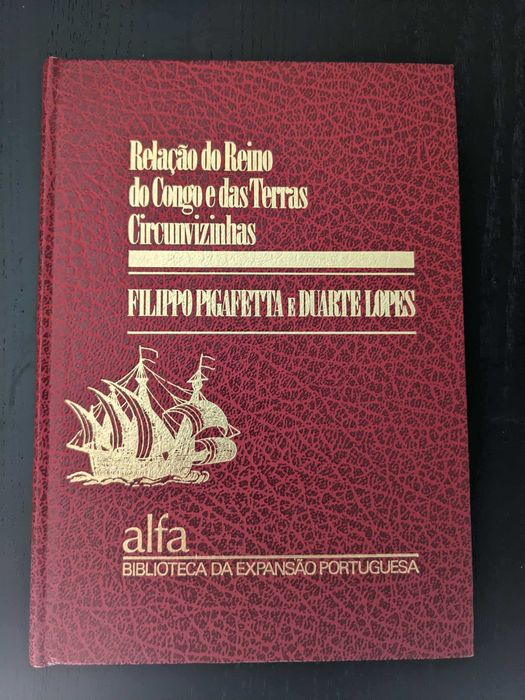 Relação do Reino
do Congo e das Terras
Circunvizinhas
FILIPPO PIGAFETTA E DUARTE LOPES
alfa
BIBLIOTECA DA EXPANSÃO PORTUGUESA